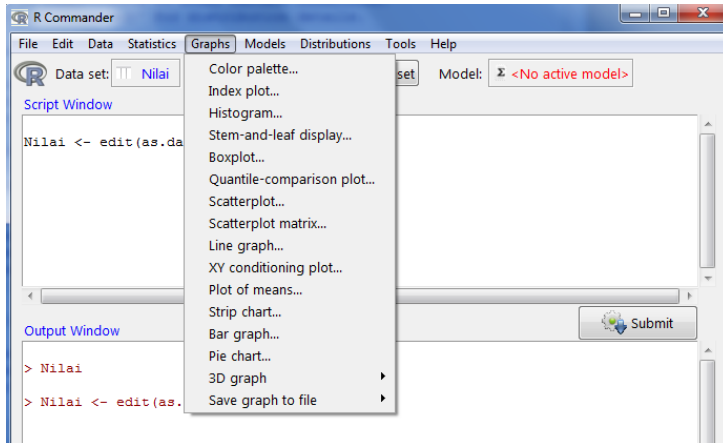 R Commander
File Edit Data Statistics Graphs Models Distributions Tools Help
Data set: Nilai set Model: Σ <No active model>
Color palette...
Index plot...
Histogram...
Stem-and-leaf display...
Boxplot...
Quantile-comparison plot...
Scatterplot...
Scatterplot matrix...
Line graph...
XY conditioning plot...
Plot of means...
Strip chart...
Bar graph...
Pie chart...
3D graph
Save graph to file
Script Window
Nilai <- edit(as.da
Submit
Output Window
> Nilai
> Nilai <- edit(as.